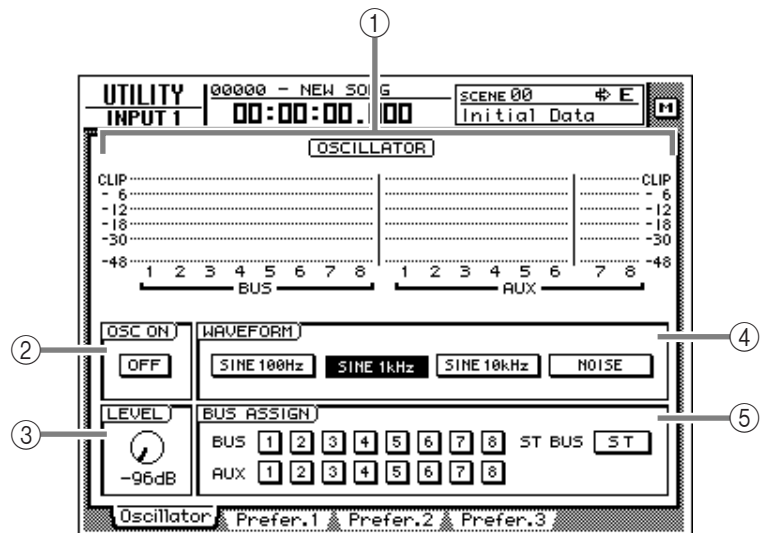 ①
UTILITY 00000 - NEW SONG SCENE 00 E
INPUT 1 00:00:00.000 Initial Data M
OSCILLATOR
CLIP CLIP
- 6 - 6
-12 -12
-18 -18
-30 -30
-48 -48
1 2 3 4 5 6 7 8 1 2 3 4 5 6 7 8
BUS AUX
OSC ON WAVEFORM
② OFF SINE 100Hz SINE 1kHz SINE 10kHz NOISE ④
LEVEL BUS ASSIGN
③ BUS 1 2 3 4 5 6 7 8 ST BUS ST ⑤
-96dB AUX 1 2 3 4 5 6 7 8
Oscillator Prefer.1 Prefer.2 Prefer.3